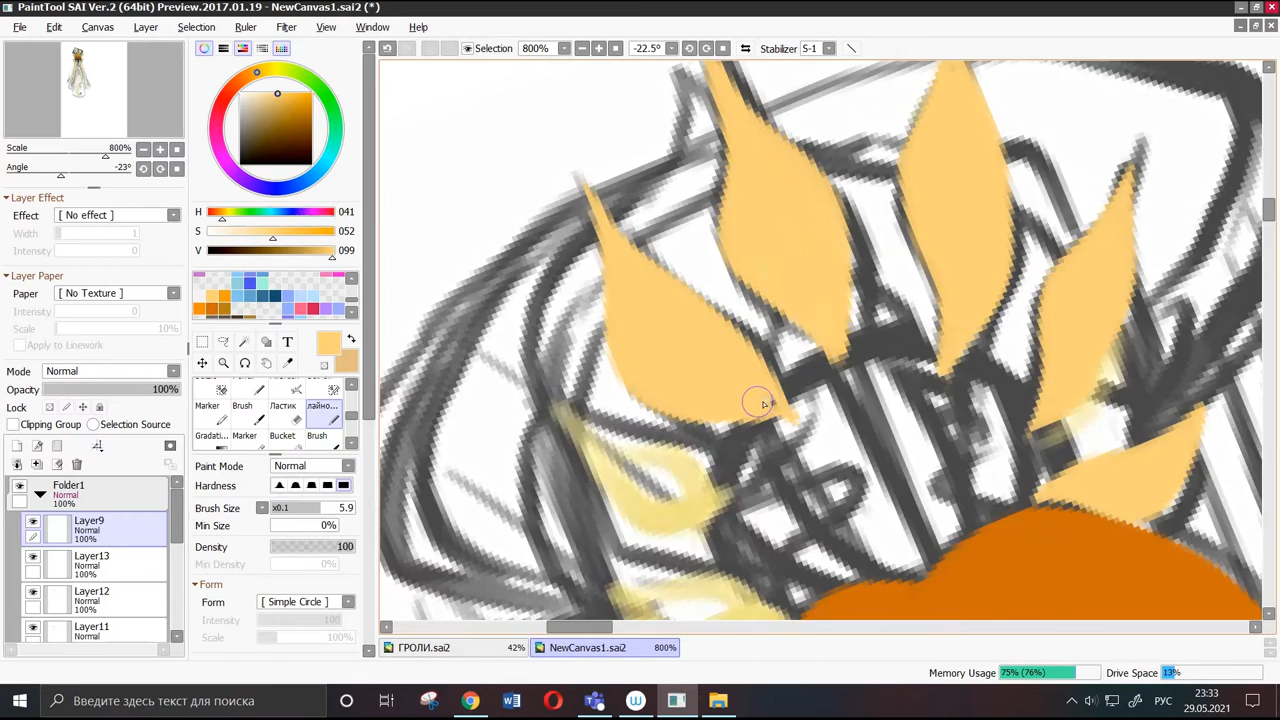 PaintTool SAI Ver.2 (64bit) Preview.2017.01.19 - NewCanvas1.sai2 (*)
File Edit Canvas Layer Selection Ruler Filter View Window Help
Selection 800% -22.5° Stabilizer S-1
Scale 800%
Angle -23°
Layer Effect
Effect [ No effect ]
Width 1
Intensity 0
Layer Paper
Paper [ No Texture ]
Intensity 0
Scale 10%
Apply to Linework
Mode Normal
Opacity 100%
Lock
Clipping Group Selection Source
Folder1
Normal
100%
Layer9
Normal
100%
Layer13
Normal
100%
Layer12
Normal
100%
Layer11
Normal
H 041
S 052
V 099
T
Marker Brush Ластик лайно...
Gradati... Marker Bucket Brush
Paint Mode Normal
Hardness
Brush Size x0.1 5.9
Min Size 0%
Density 100
Min Density 0%
Form
Form [ Simple Circle ]
Intensity 100
Scale 100%
ГРОЛИ.sai2 42% NewCanvas1.sai2 800%
Memory Usage 75% (76%) Drive Space 13%
Введите здесь текст для поиска
РУС
23:33
29.05.2021